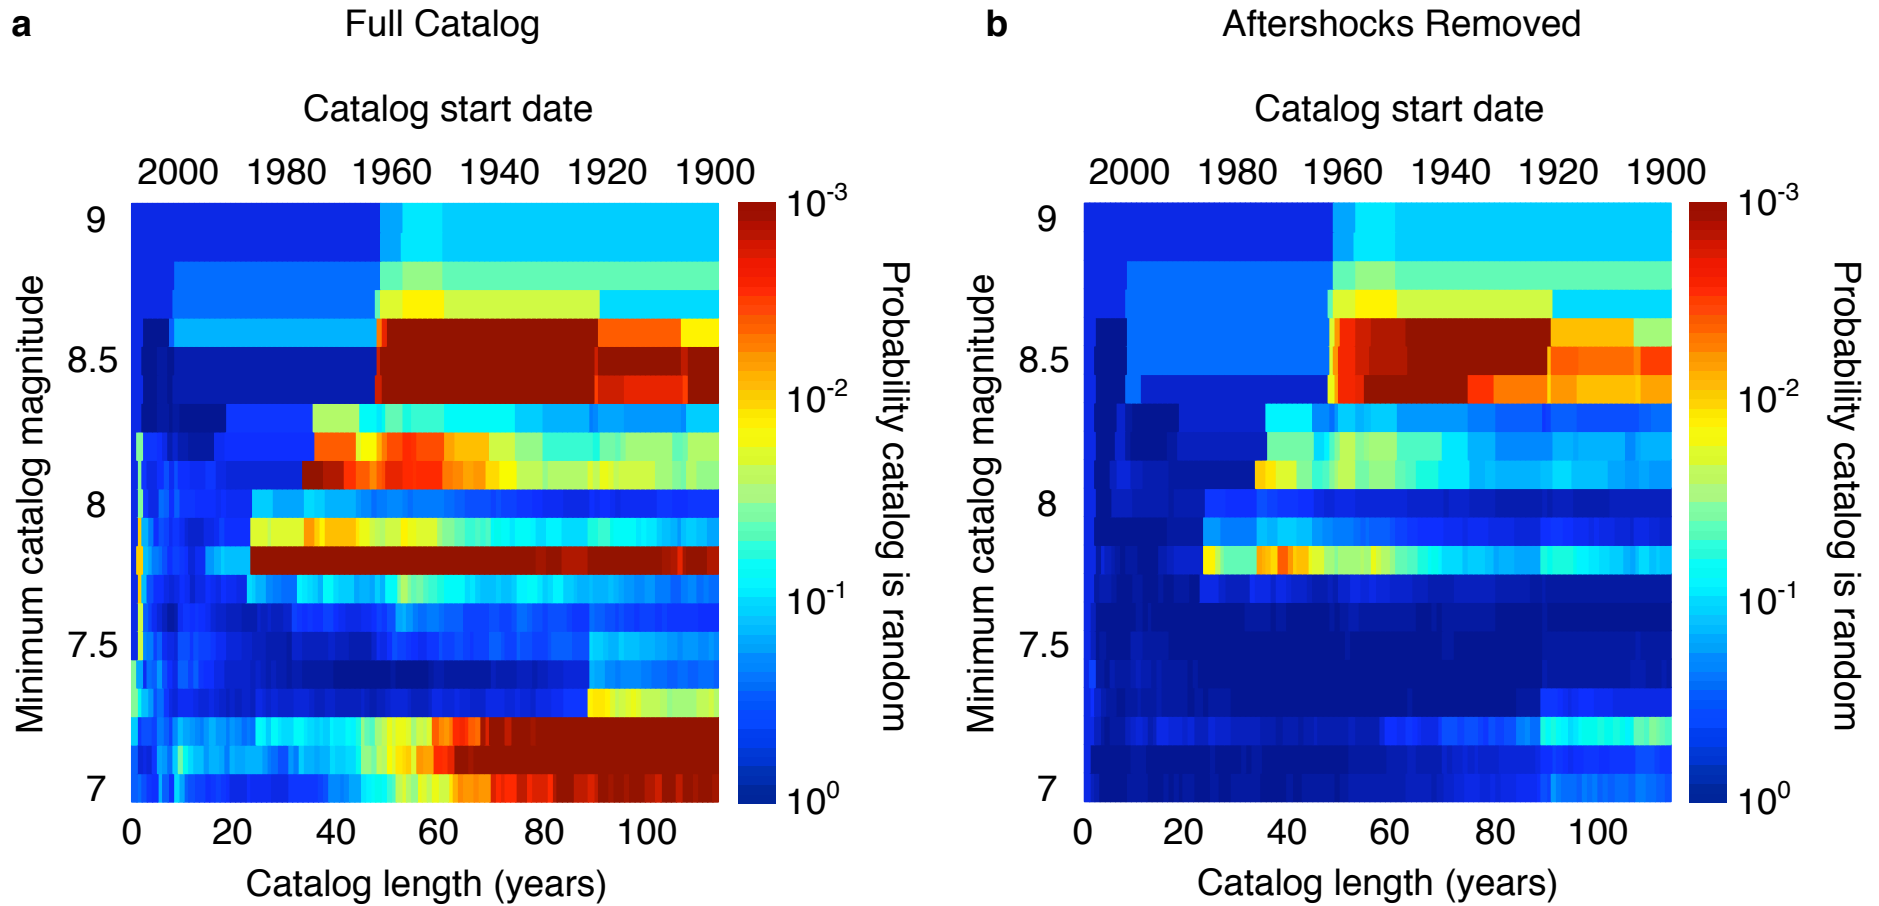 a
Full Catalog
Catalog start date
2000 1980 1960 1940 1920 1900
Minimum catalog magnitude
9
8.5
8
7.5
7
0 20 40 60 80 100
Catalog length (years)
10-3
10-2
10-1
100
Probability catalog is random
b
Aftershocks Removed
Catalog start date
2000 1980 1960 1940 1920 1900
Minimum catalog magnitude
9
8.5
8
7.5
7
0 20 40 60 80 100
Catalog length (years)
10-3
10-2
10-1
100
Probability catalog is random